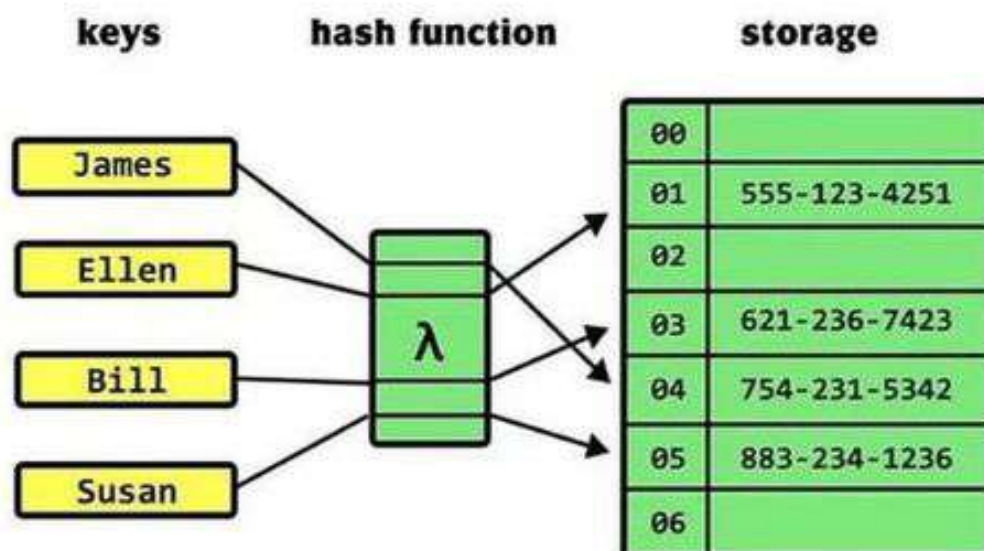 keys hash function storage
James
Ellen
Bill
Susan
λ
00
01 555-123-4251
02
03 621-236-7423
04 754-231-5342
05 883-234-1236
06